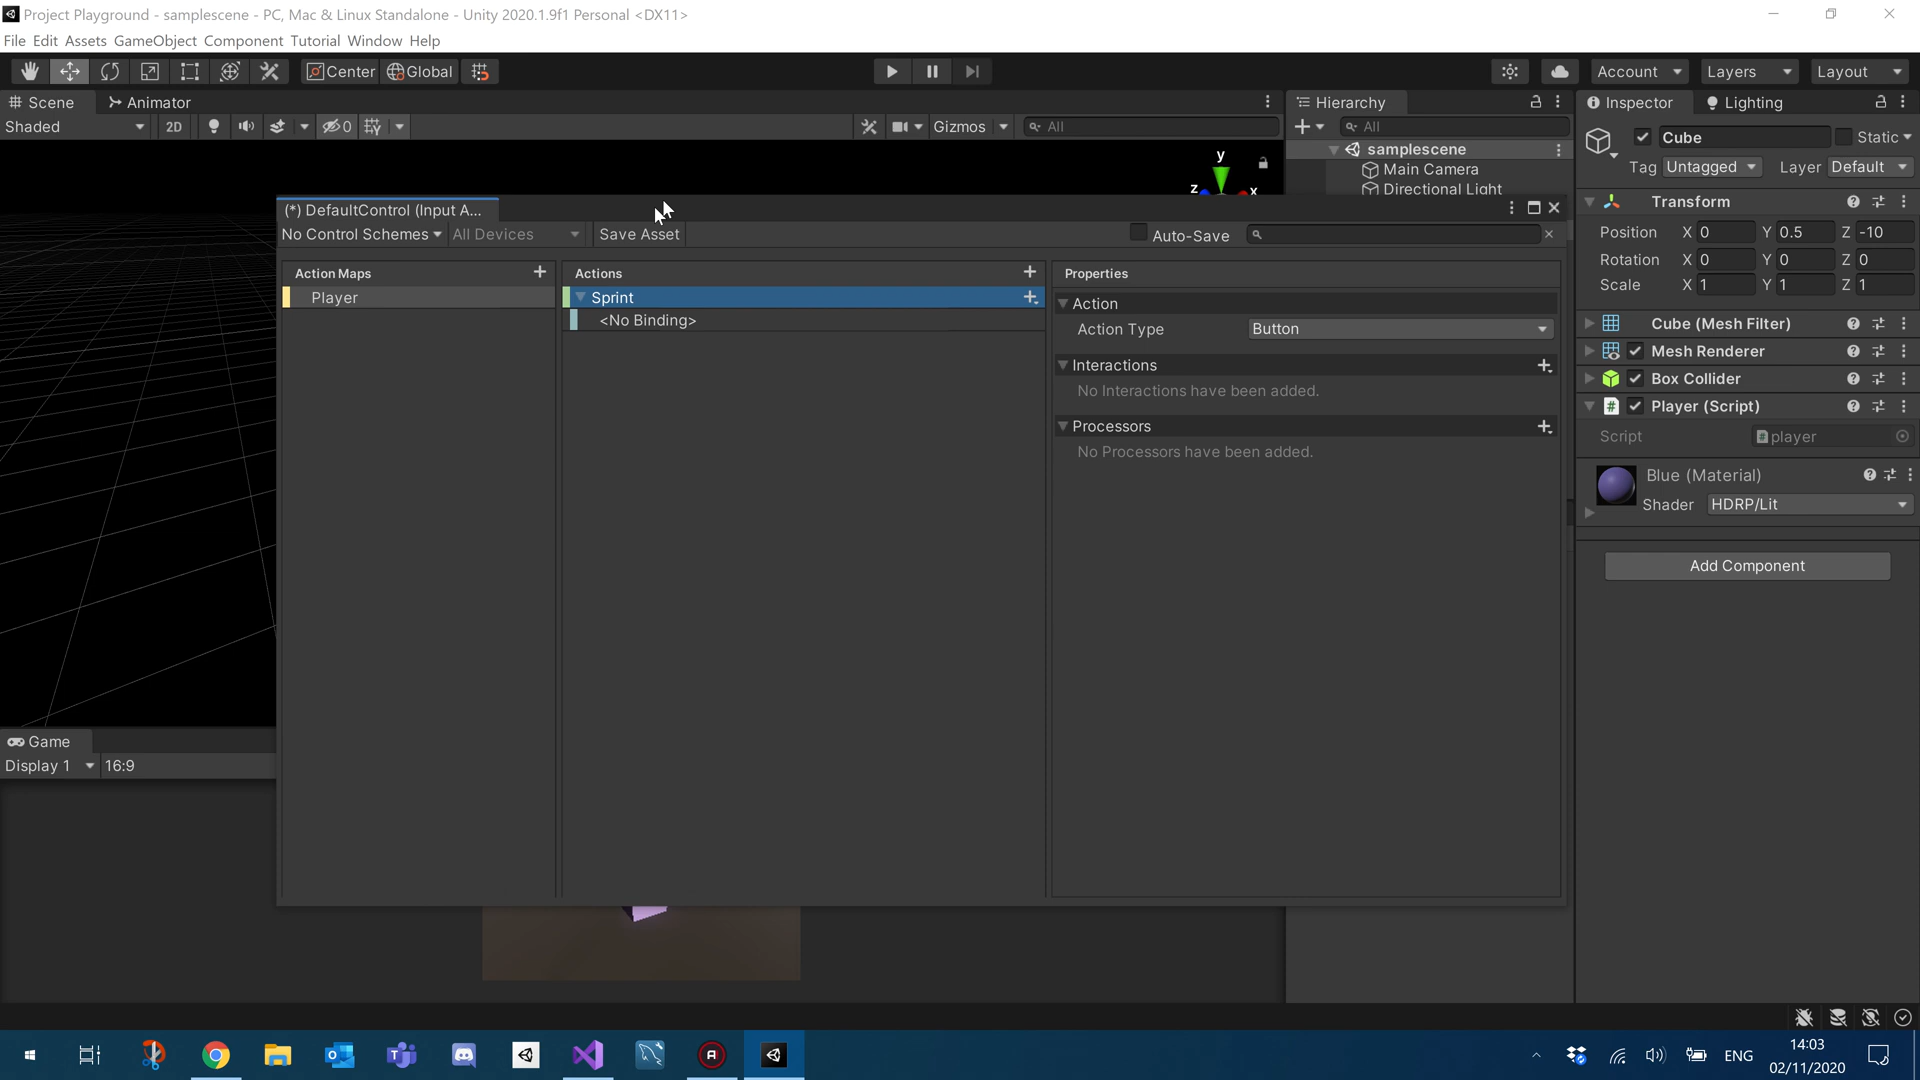 Project Playground - samplescene - PC, Mac & Linux Standalone - Unity 2020.1.9f1 Personal <DX11>
File Edit Assets GameObject Component Tutorial Window Help
Center Global Account Layers Layout
Scene Animator
Shaded 2D 0 Gizmos All
y
z x
Hierarchy
All
samplescene
Main Camera
Directional Light
Inspector Lighting
Cube Static
Tag Untagged Layer Default
Transform
Position X 0 Y 0.5 Z -10
Rotation X 0 Y 0 Z 0
Scale X 1 Y 1 Z 1
Cube (Mesh Filter)
Mesh Renderer
Box Collider
Player (Script)
Script player
Blue (Material)
Shader HDRP/Lit
Add Component
(*) DefaultControl (Input A...
No Control Schemes All Devices Save Asset Auto-Save
Action Maps
Player
Actions
Sprint
<No Binding>
Properties
Action
Action Type Button
Interactions
No Interactions have been added.
Processors
No Processors have been added.
Game
Display 1 16:9
ENG
14:03
02/11/2020